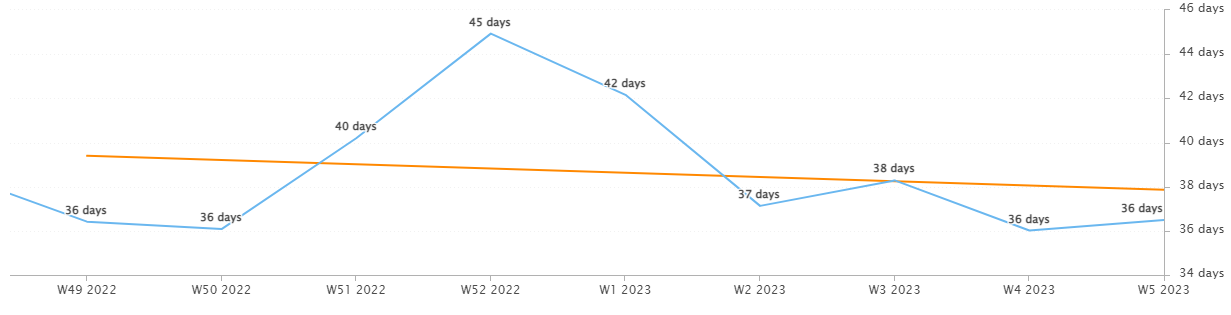 46 days
45 days
44 days
42 days
42 days
40 days
40 days
38 days
38 days
37 days
36 days
36 days
36 days
36 days
36 days
34 days
W49 2022
W50 2022
W51 2022
W52 2022
W1 2023
W2 2023
W3 2023
W4 2023
W5 2023